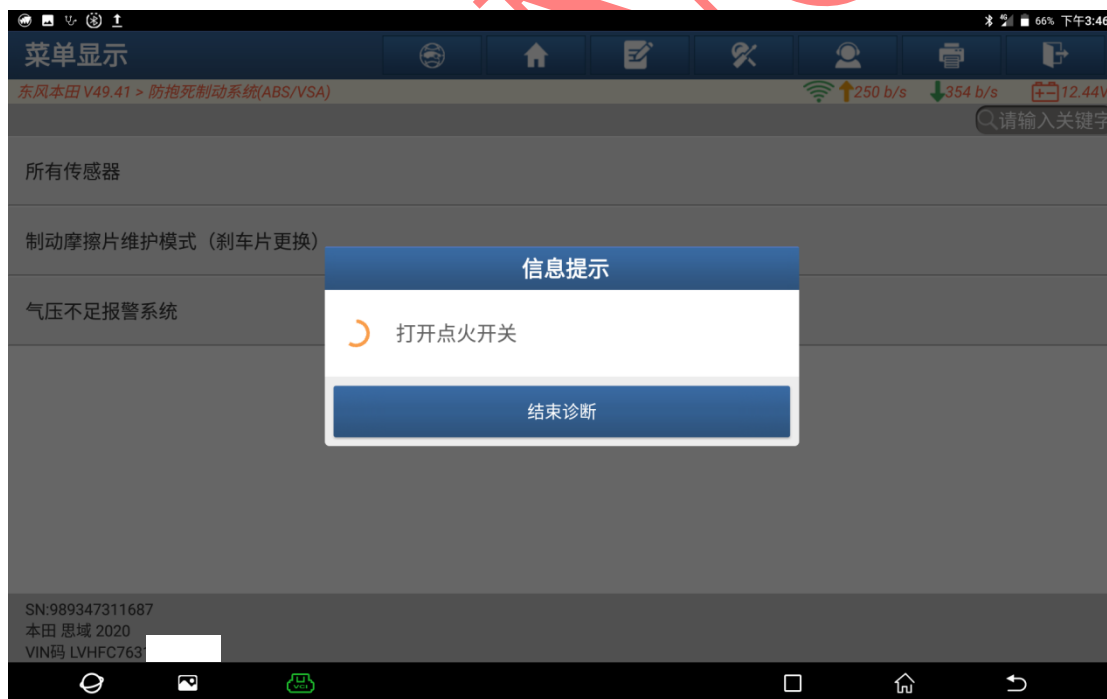 4G 66% 下午3:46
菜单显示
东风本田 V49.41 > 防抱死制动系统(ABS/VSA)
250 b/s 354 b/s 12.44V
请输入关键字
所有传感器
制动摩擦片维护模式（刹车片更换）
气压不足报警系统
信息提示
打开点火开关
结束诊断
SN:989347311687
本田 思域 2020
VIN码 LVHFC763
VCI